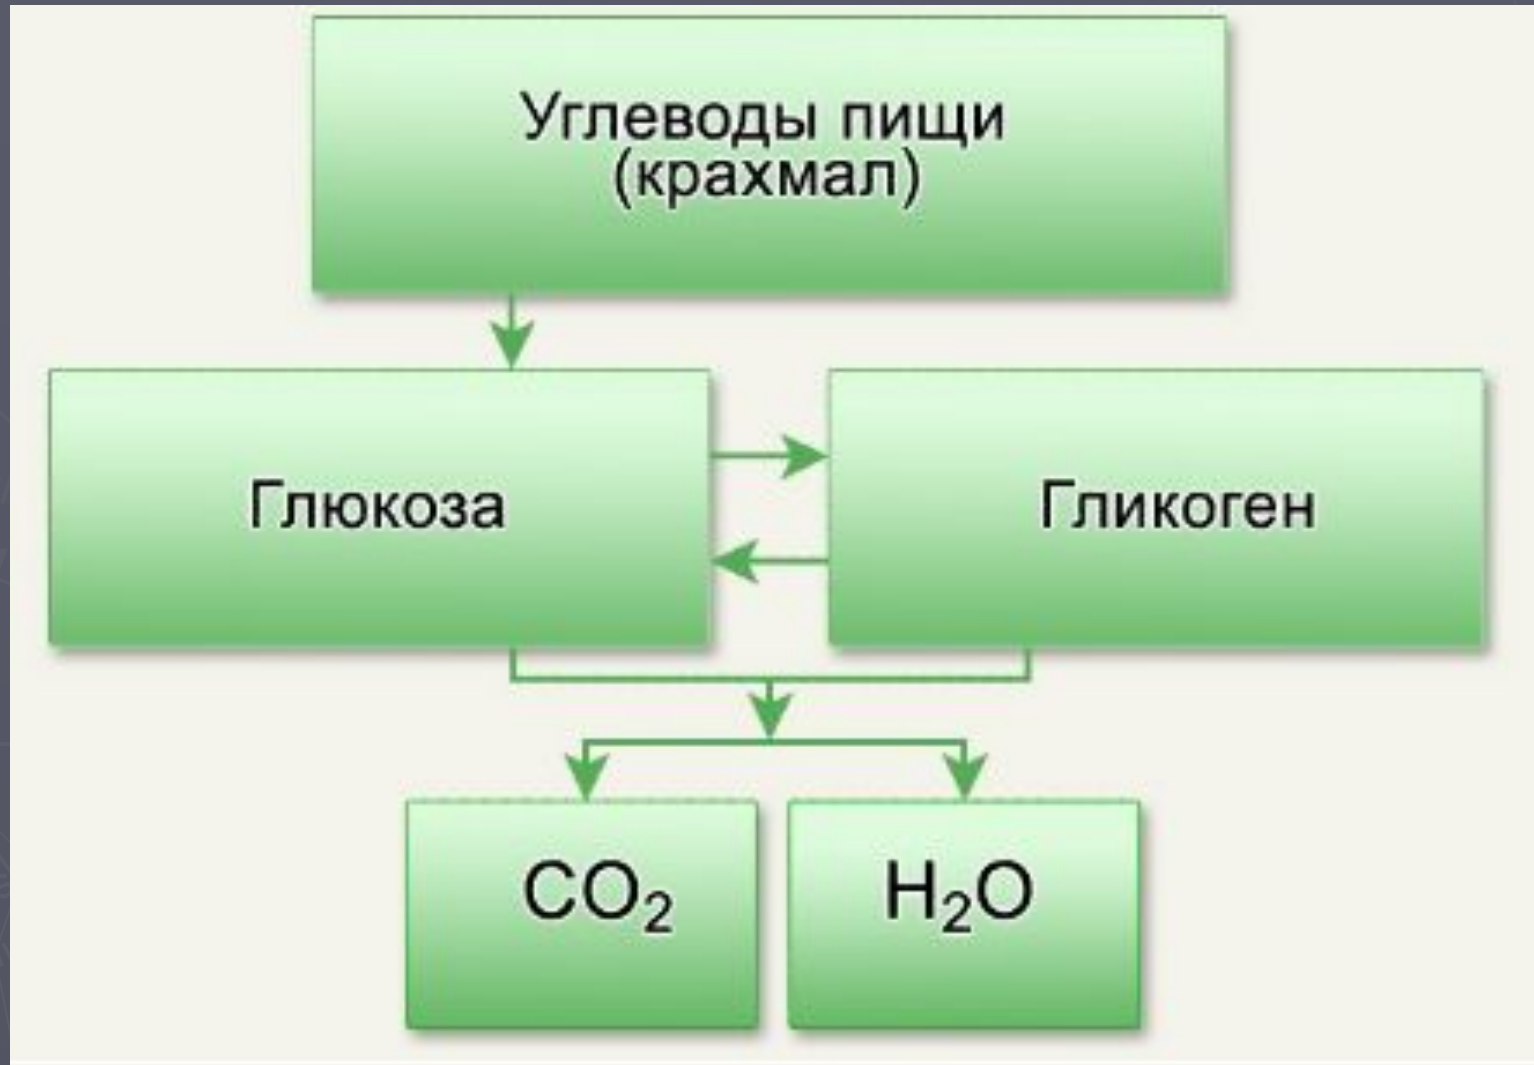 Углеводы пищи
(крахмал)
Глюкоза
Гликоген
CO₂
H₂O